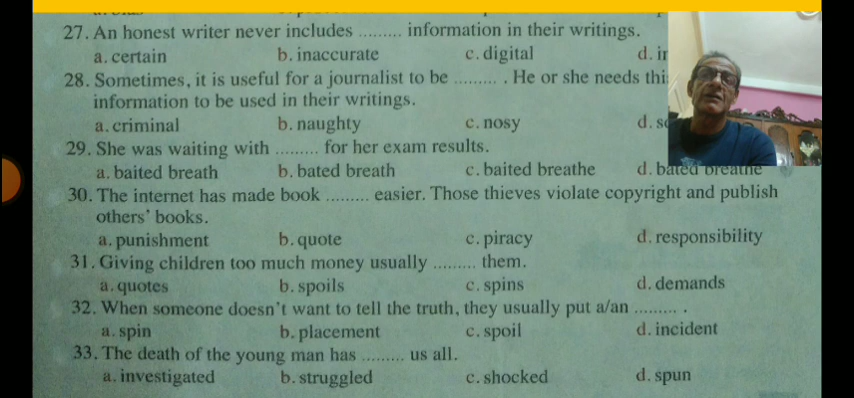 27. An honest writer never includes ......... information in their writings.
a. certain b. inaccurate c. digital d.
28. Sometimes, it is useful for a journalist to be ......... . He or she needs
information to be used in their writings.
a. criminal b. naughty c. nosy d.
29. She was waiting with ......... for her exam results.
a. baited breath b. bated breath c. baited breathe d. bated breathe
30. The internet has made book ......... easier. Those thieves violate copyright and publish
others' books.
a. punishment b. quote c. piracy d. responsibility
31. Giving children too much money usually ......... them.
a. quotes b. spoils c. spins d. demands
32. When someone doesn't want to tell the truth, they usually put a/an ......... .
a. spin b. placement c. spoil d. incident
33. The death of the young man has ......... us all.
a. investigated b. struggled c. shocked d. spun